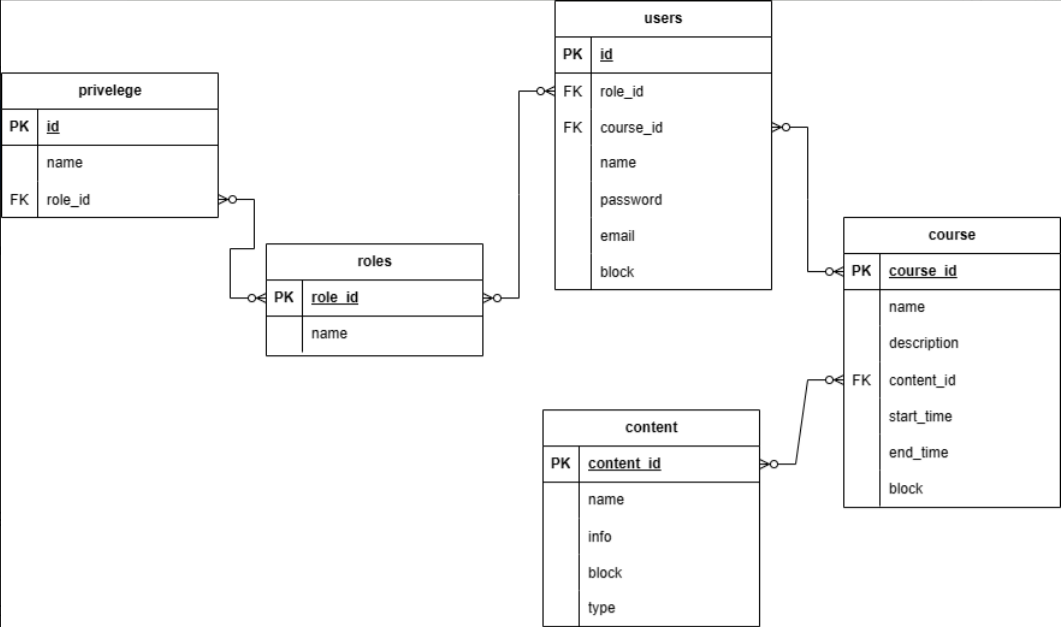 users
PK id
FK role_id
FK course_id
name
password
email
block
privelege
PK id
name
FK role_id
roles
PK role_id
name
course
PK course_id
name
description
FK content_id
start_time
end_time
block
content
PK content_id
name
info
block
type